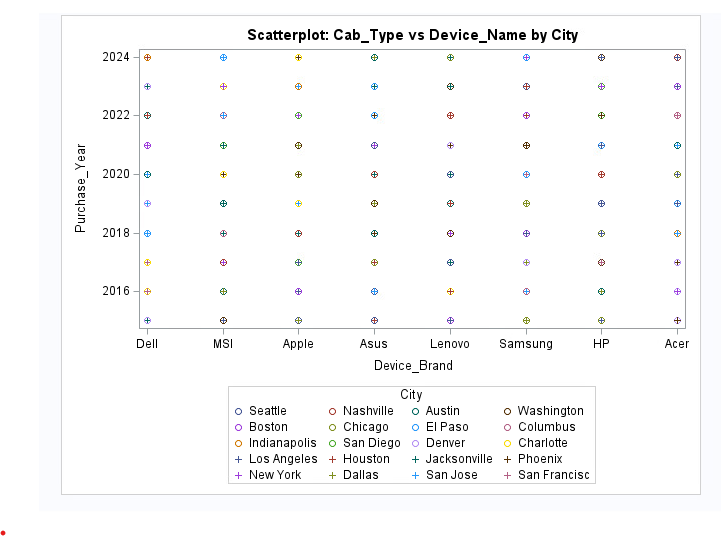 Scatterplot: Cab_Type vs Device_Name by City
2024
2022
2020
2018
2016
Purchase_Year
Dell MSI Apple Asus Lenovo Samsung HP Acer
Device_Brand
City
Seattle Nashville Austin Washington
Boston Chicago El Paso Columbus
Indianapolis San Diego Denver Charlotte
Los Angeles Houston Jacksonville Phoenix
New York Dallas San Jose San Francisc